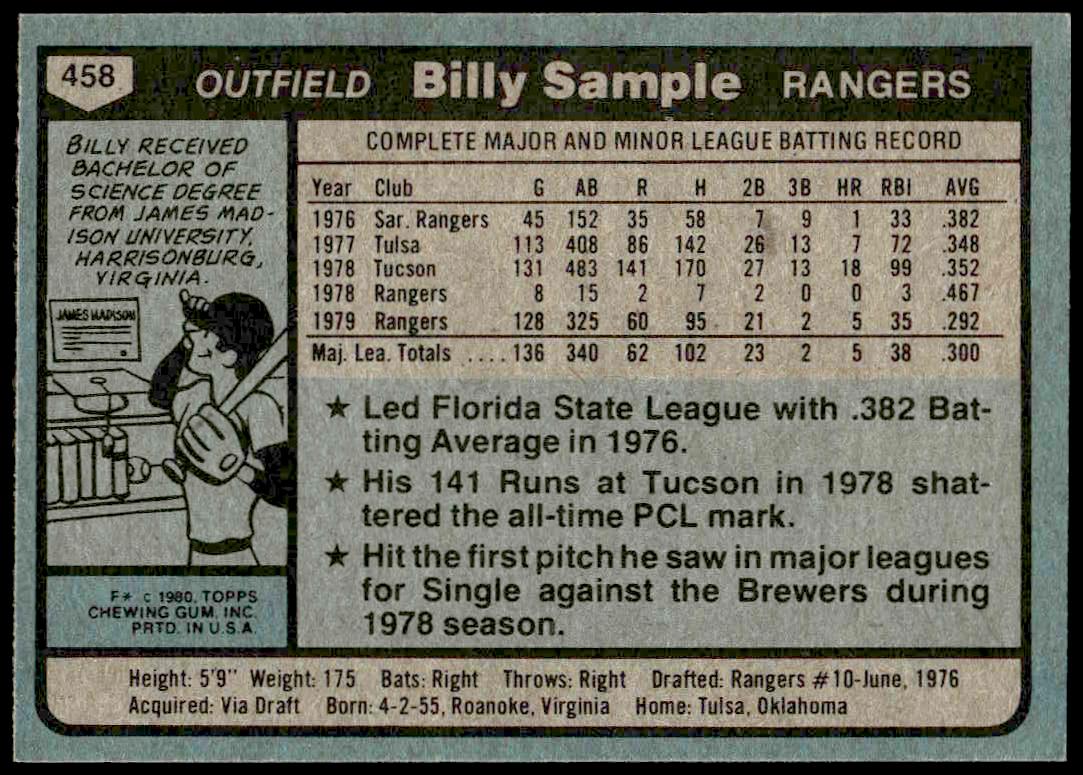 458 OUTFIELD Billy Sample RANGERS
BILLY RECEIVED
BACHELOR OF
SCIENCE DEGREE
FROM JAMES MAD-
ISON UNIVERSITY,
HARRISONBURG,
VIRGINIA.
JAMES MADISON
F* c 1980, TOPPS
CHEWING GUM, INC.
PRTD. IN U.S.A.
COMPLETE MAJOR AND MINOR LEAGUE BATTING RECORD
Year Club G AB R H 2B 3B HR RBI AVG
1976 Sar. Rangers 45 152 35 58 7 9 1 33 .382
1977 Tulsa 113 408 86 142 26 13 7 72 .348
1978 Tucson 131 483 141 170 27 13 18 99 .352
1978 Rangers 8 15 2 7 2 0 0 3 .467
1979 Rangers 128 325 60 95 21 2 5 35 .292
Maj. Lea. Totals .... 136 340 62 102 23 2 5 38 .300
★ Led Florida State League with .382 Bat-
ting Average in 1976.
★ His 141 Runs at Tucson in 1978 shat-
tered the all-time PCL mark.
★ Hit the first pitch he saw in major leagues
for Single against the Brewers during
1978 season.
Height: 5'9" Weight: 175 Bats: Right Throws: Right Drafted: Rangers #10-June, 1976
Acquired: Via Draft Born: 4-2-55, Roanoke, Virginia Home: Tulsa, Oklahoma